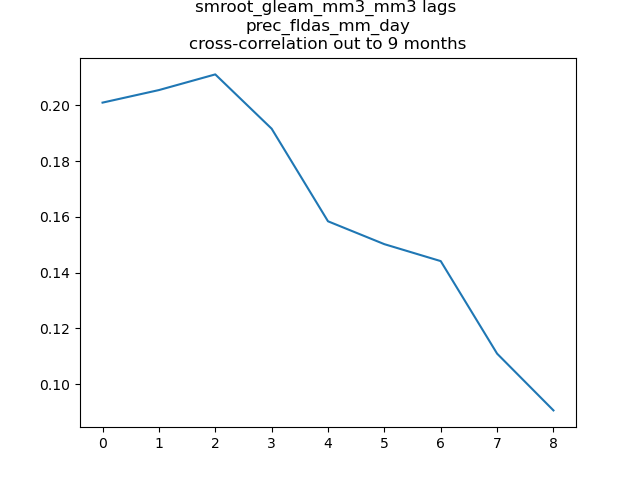 smroot_gleam_mm3_mm3 lags
prec_fldas_mm_day
cross-correlation out to 9 months
0.20
0.18
0.16
0.14
0.12
0.10
0 1 2 3 4 5 6 7 8